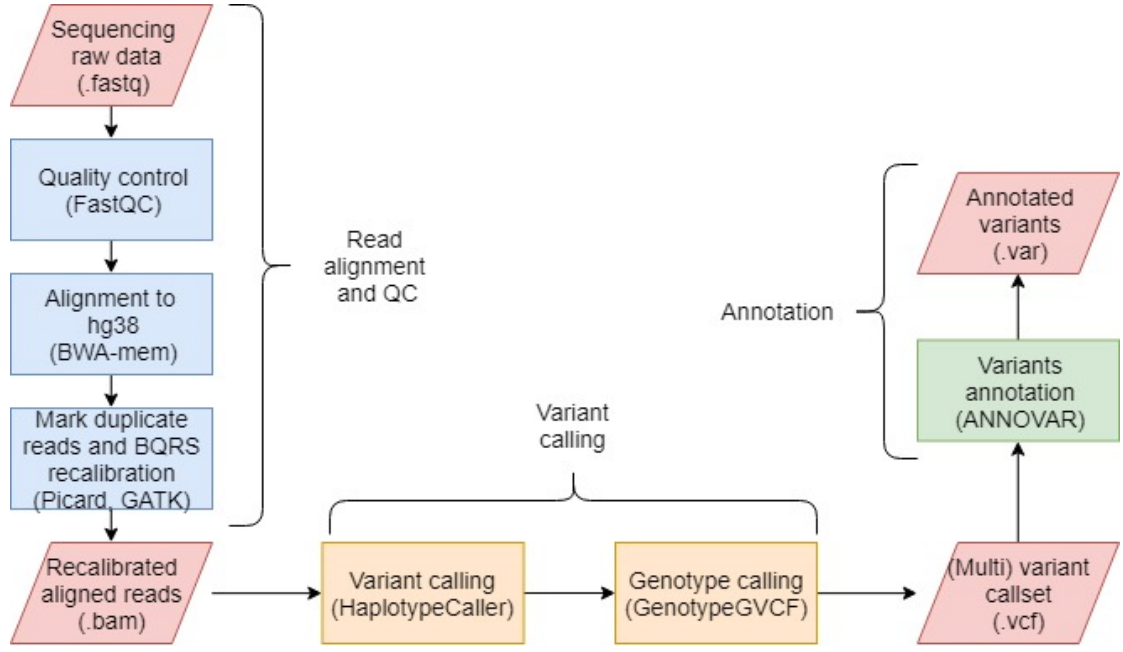 Sequencing
raw data
(.fastq)
Quality control
(FastQC)
Alignment to
hg38
(BWA-mem)
Mark duplicate
reads and BQRS
recalibration
(Picard, GATK)
Recalibrated
aligned reads
(.bam)
Read
alignment
and QC
Variant
calling
Variant calling
(HaplotypeCaller)
Genotype calling
(GenotypeGVCF)
(Multi) variant
callset
(.vcf)
Variants
annotation
(ANNOVAR)
Annotation
Annotated
variants
(.var)